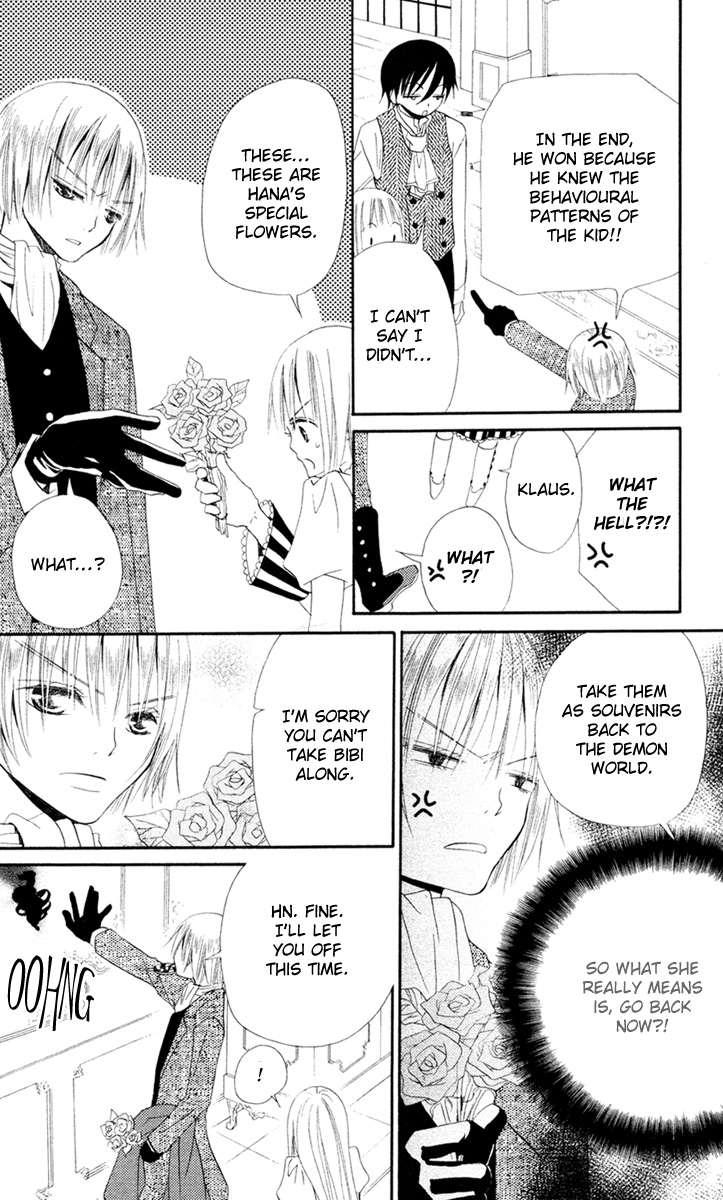 IN THE END,
HE WON BECAUSE
HE KNEW THE
BEHAVIOURAL
PATTERNS OF
THE KID!!
I CAN'T
SAY I
DIDN'T...
WHAT
THE
HELL?!?!
KLAUS.
WHAT
?!
THESE...
THESE ARE
HANA'S
SPECIAL
FLOWERS.
WHAT...?
TAKE THEM
AS SOUVENIRS
BACK TO
THE DEMON
WORLD.
SO WHAT SHE
REALLY MEANS
IS, GO BACK
NOW?!
I'M SORRY
YOU CAN'T
TAKE BIBI
ALONG.
HN. FINE.
I'LL LET
YOU OFF
THIS TIME.
!
OOHNG